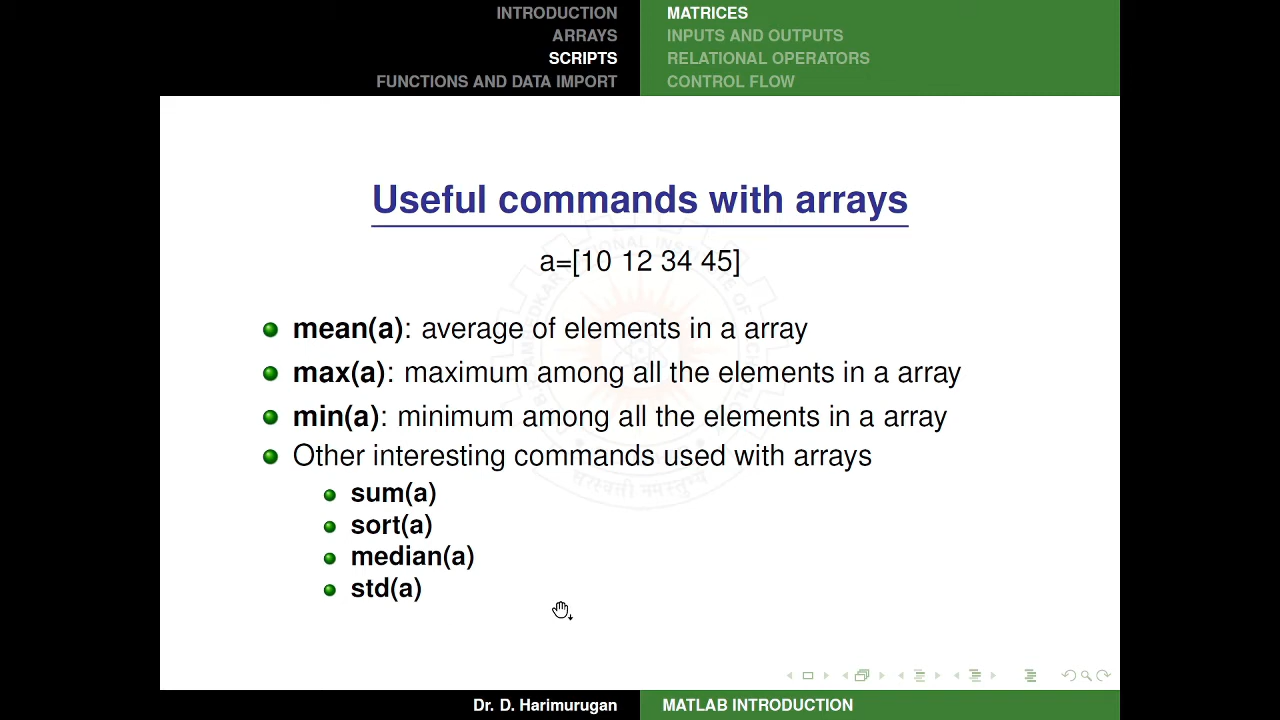 INTRODUCTION
ARRAYS
SCRIPTS
FUNCTIONS AND DATA IMPORT
MATRICES
INPUTS AND OUTPUTS
RELATIONAL OPERATORS
CONTROL FLOW
Useful commands with arrays
a=[10 12 34 45]
mean(a): average of elements in a array
max(a): maximum among all the elements in a array
min(a): minimum among all the elements in a array
Other interesting commands used with arrays
sum(a)
sort(a)
median(a)
std(a)
सरस्वती नमस्तुभ्यं
Dr. D. Harimurugan
MATLAB INTRODUCTION